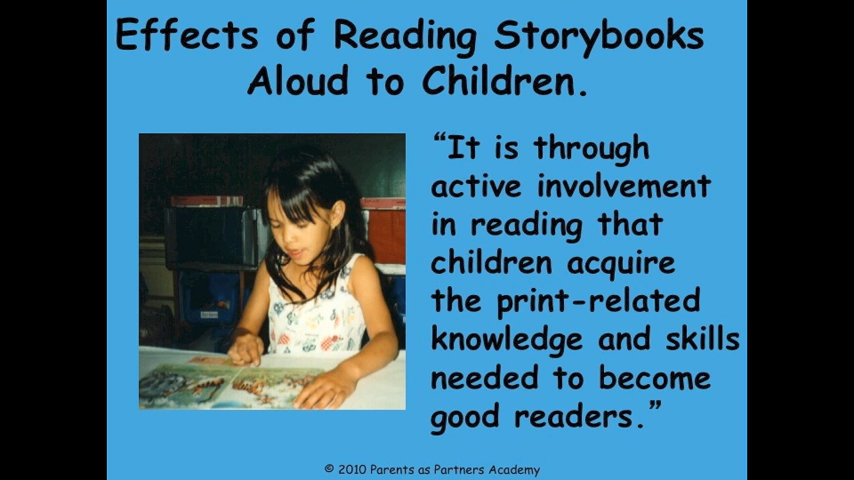 Effects of Reading Storybooks
Aloud to Children.
“It is through
active involvement
in reading that
children acquire
the print-related
knowledge and skills
needed to become
good readers.”
© 2010 Parents as Partners Academy